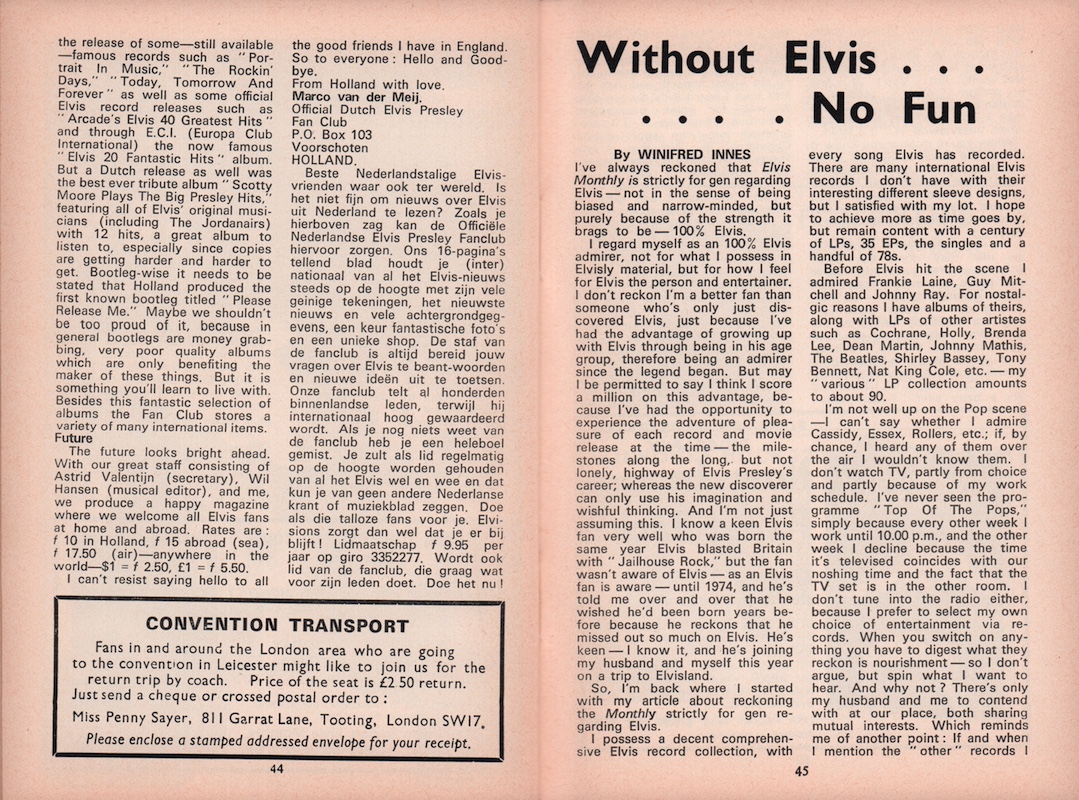 the release of some—still available
—famous records such as "Por-
trait In Music," "The Rockin'
Days," "Today, Tomorrow And
Forever" as well as some official
Elvis record releases such as
"Arcade's Elvis 40 Greatest Hits"
and through E.C.I. (Europa Club
International) the now famous
"Elvis 20 Fantastic Hits" album.
But a Dutch release as well was
the best ever tribute album "Scotty
Moore Plays The Big Presley Hits,"
featuring all of Elvis' original musi-
cians (including The Jordanairs)
with 12 hits, a great album to
listen to, especially since copies
are getting harder and harder to
get. Bootleg-wise it needs to be
stated that Holland produced the
first known bootleg titled "Please
Release Me." Maybe we shouldn't
be too proud of it, because in
general bootlegs are money grab-
bing, very poor quality albums
which are only benefiting the
maker of these things. But it is
something you'll learn to live with.
Besides this fantastic selection of
albums the Fan Club stores a
variety of many international items.
Future
The future looks bright ahead.
With our great staff consisting of
Astrid Valentijn (secretary), Wil
Hansen (musical editor), and me,
we produce a happy magazine
where we welcome all Elvis fans
at home and abroad. Rates are:
f 10 in Holland, f 15 abroad (sea),
f 17.50 (air)—anywhere in the
world—$1 = f 2.50, £1 = f 5.50.
I can't resist saying hello to all
the good friends I have in England.
So to everyone: Hello and Good-
bye.
From Holland with love.
Marco van der Meij.
Official Dutch Elvis Presley
Fan Club
P.O. Box 103
Voorschoten
HOLLAND.
Beste Nederlandstalige Elvis-
vrienden waar ook ter wereld. Is
het niet fijn om nieuws over Elvis
uit Nederland te lezen? Zoals je
hierboven zag kan de Officiële
Nederlandse Elvis Presley Fanclub
hiervoor zorgen. Ons 16-pagina's
tellend blad houdt je (inter)
nationaal van al het Elvis-nieuws
steeds op de hoogte met zijn vele
geinige tekeningen, het nieuwste
nieuws en vele achtergrondgeg-
evens, een keur fantastische foto's
en een unieke shop. De staf van
de fanclub is altijd bereid jouw
vragen over Elvis te beant-woorden
en nieuwe ideën uit te toetsen.
Onze fanclub telt al honderden
binnenlandse leden, terwijl hij
internationaal hoog gewaardeerd
wordt. Als je nog niets weet van
de fanclub heb je een heleboel
gemist. Je zult als lid regelmatig
op de hoogte worden gehouden
van al het Elvis wel en wee en dat
kun je van geen andere Nederlanse
krant of muziekblad zeggen. Doe
als die talloze fans voor je. Elvi-
sions zorgt dan wel dat je er bij
blijft! Lidmaatschap f 9.95 per
jaar op giro 3352277. Wordt ook
lid van de fanclub, die graag wat
voor zijn leden doet. Doe het nu!
CONVENTION TRANSPORT
Fans in and around the London area who are going
to the convention in Leicester might like to join us for the
return trip by coach. Price of the seat is £2 50 return.
Just send a cheque or crossed postal order to:
Miss Penny Sayer, 811 Garrat Lane, Tooting, London SW17.
Please enclose a stamped addressed envelope for your receipt.
44
Without Elvis . . .
. . . . No Fun
By WINIFRED INNES
I've always reckoned that Elvis
Monthly is strictly for gen regarding
Elvis — not in the sense of being
biased and narrow-minded, but
purely because of the strength it
brags to be — 100% Elvis.
I regard myself as an 100% Elvis
admirer, not for what I possess in
Elvisly material, but for how I feel
for Elvis the person and entertainer.
I don't reckon I'm a better fan than
someone who's only just dis-
covered Elvis, just because I've
had the advantage of growing up
with Elvis through being in his age
group, therefore being an admirer
since the legend began. But may
I be permitted to say I think I score
a million on this advantage, be-
cause I've had the opportunity to
experience the adventure of plea-
sure of each record and movie
release at the time — the mile-
stones along the long, but not
lonely, highway of Elvis Presley's
career; whereas the new discoverer
can only use his imagination and
wishful thinking. And I'm not just
assuming this. I know a keen Elvis
fan very well who was born the
same year Elvis blasted Britain
with "Jailhouse Rock," but the fan
wasn't aware of Elvis — as an Elvis
fan is aware — until 1974, and he's
told me over and over that he
wished he'd been born years be-
fore because he reckons that he
missed out so much on Elvis. He's
keen — I know it, and he's joining
my husband and myself this year
on a trip to Elvisland.
So, I'm back where I started
with my article about reckoning
the Monthly strictly for gen re-
garding Elvis.
I possess a decent comprehen-
sive Elvis record collection, with
every song Elvis has recorded.
There are many international Elvis
records I don't have with their
interesting different sleeve designs,
but I satisfied with my lot. I hope
to achieve more as time goes by,
but remain content with a century
of LPs, 35 EPs, the singles and a
handful of 78s.
Before Elvis hit the scene I
admired Frankie Laine, Guy Mit-
chell and Johnny Ray. For nostal-
gic reasons I have albums of theirs,
along with LPs of other artistes
such as Cochrane, Holly, Brenda
Lee, Dean Martin, Johnny Mathis,
The Beatles, Shirley Bassey, Tony
Bennett, Nat King Cole, etc. — my
"various" LP collection amounts
to about 90.
I'm not well up on the Pop scene
—I can't say whether I admire
Cassidy, Essex, Rollers, etc.; if, by
chance, I heard any of them over
the air I wouldn't know them. I
don't watch TV, partly from choice
and partly because of my work
schedule. I've never seen the pro-
gramme "Top Of The Pops,"
simply because every other week I
work until 10.00 p.m., and the other
week I decline because the time
it's televised coincides with our
noshing time and the fact that the
TV set is in the other room. I
don't tune into the radio either,
because I prefer to select my own
choice of entertainment via re-
cords. When you switch on any-
thing you have to digest what they
reckon is nourishment — so I don't
argue, but spin what I want to
hear. And why not? There's only
my husband and me to contend
with at our place, both sharing
mutual interests. Which reminds
me of another point: If and when
I mention the "other" records I
45